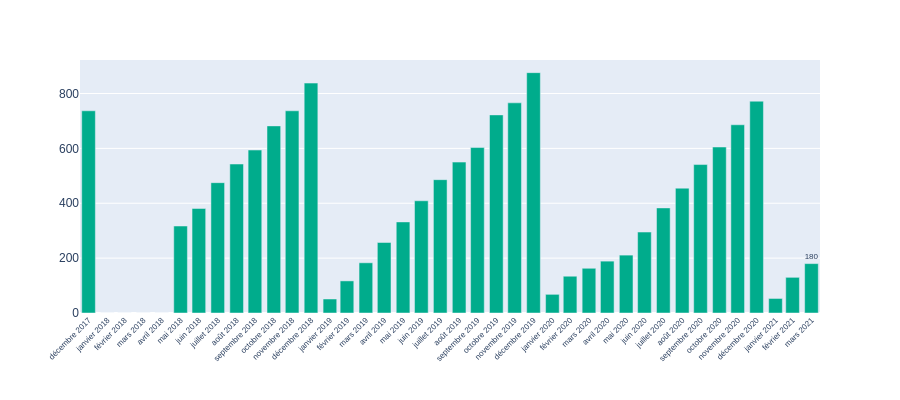 800
600
400
200
0
180
décembre 2017
janvier 2018
février 2018
mars 2018
avril 2018
mai 2018
juin 2018
juillet 2018
août 2018
septembre 2018
octobre 2018
novembre 2018
décembre 2018
janvier 2019
février 2019
mars 2019
avril 2019
mai 2019
juin 2019
juillet 2019
août 2019
septembre 2019
octobre 2019
novembre 2019
décembre 2019
janvier 2020
février 2020
mars 2020
avril 2020
mai 2020
juin 2020
juillet 2020
août 2020
septembre 2020
octobre 2020
novembre 2020
décembre 2020
janvier 2021
février 2021
mars 2021